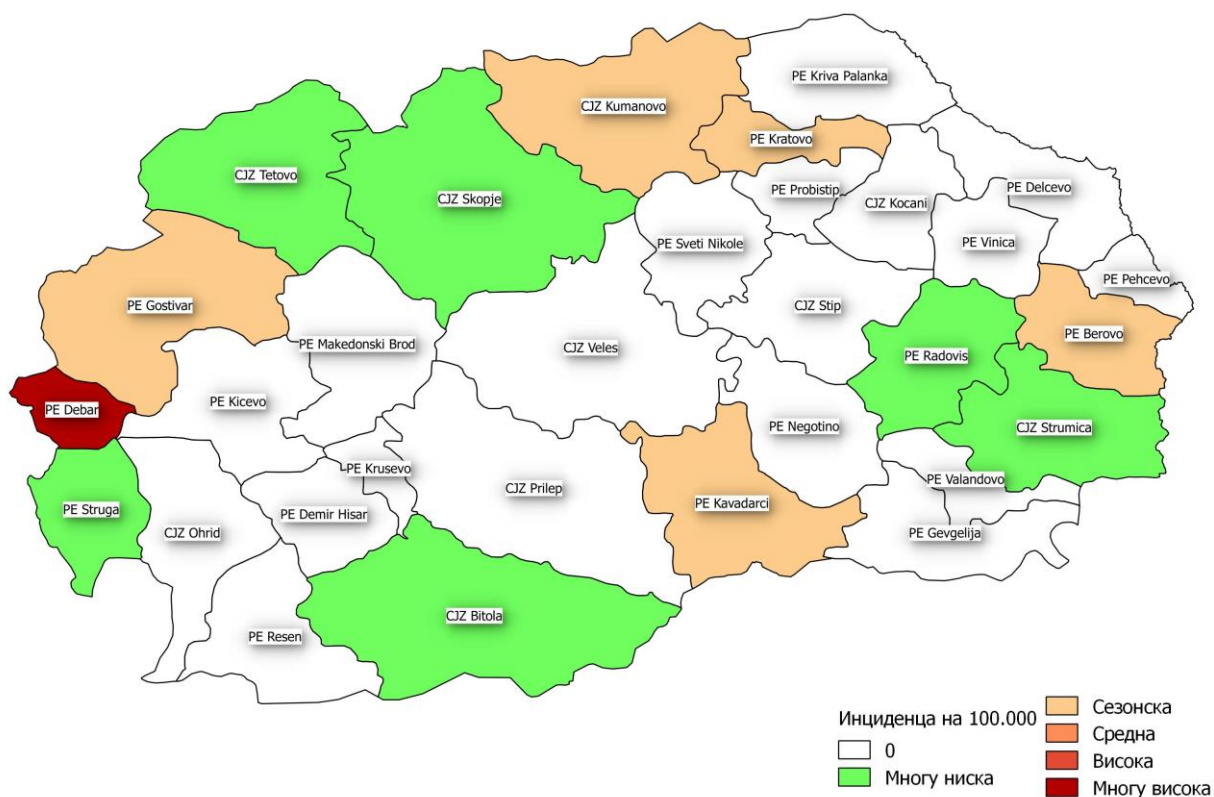 PE Kriva Palanka
CJZ Kumanovo
PE Kratovo
CJZ Tetovo
CJZ Skopje
PE Probistip
CJZ Kocani
PE Delcevo
PE Sveti Nikole
PE Vinica
PE Pehcevo
PE Gostivar
CJZ Stip
PE Berovo
PE Makedonski Brod
CJZ Veles
PE Radovis
PE Debar
PE Kicevo
PE Negotino
CJZ Strumica
PE Krusevo
PE Valandovo
PE Struga
PE Demir Hisar
CJZ Prilep
PE Kavadarci
CJZ Ohrid
PE Gevgelija
CJZ Bitola
PE Resen
Инциденца на 100.000
0
Многу ниска
Сезонска
Средна
Висока
Многу висока